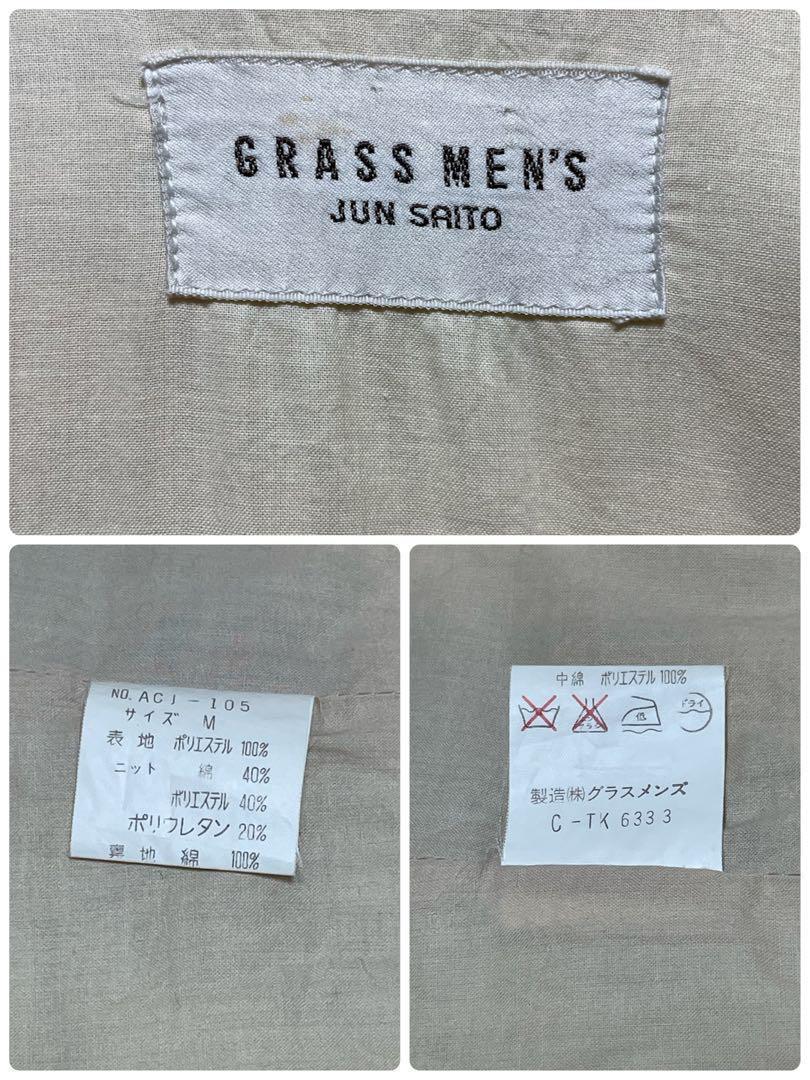 GRASS MEN'S
JUN SAITO
NO. ACJ-105
サイズ M
表地 ポリエステル 100%
ニット 綿 40%
ポリエステル 40%
ポリウレタン 20%
裏地 綿 100%
中綿 ポリエステル 100%
低 ドライ
製造(株)グラスメンズ
C-TK 6333